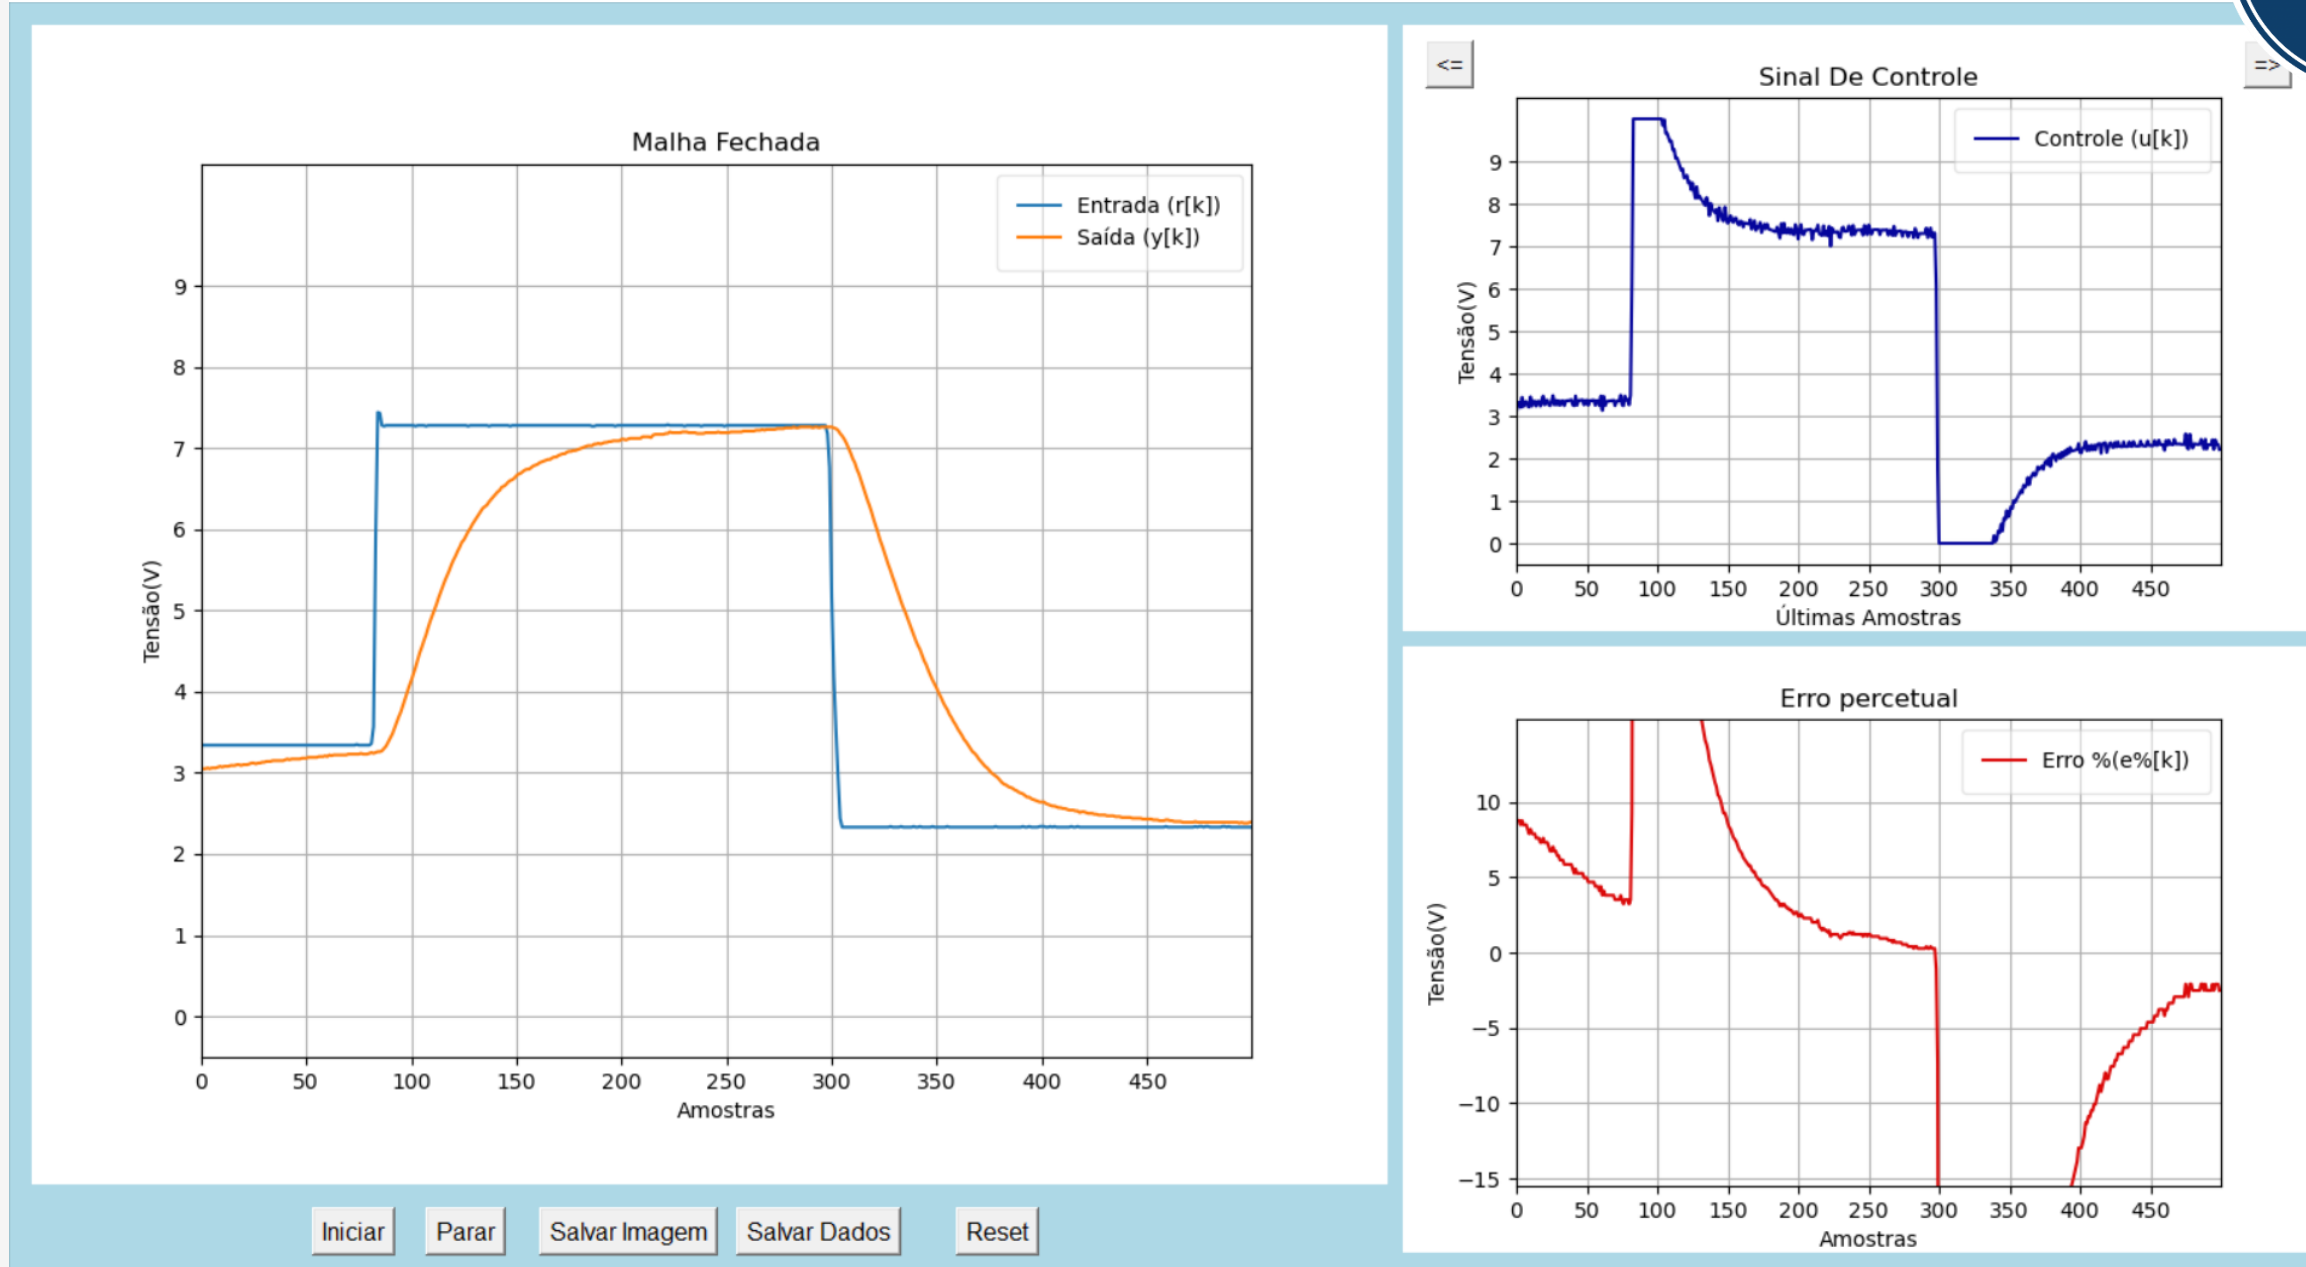 Malha Fechada
Entrada (r[k])
Saída (y[k])
9
8
7
6
5
4
3
2
1
0
Tensão(V)
0 50 100 150 200 250 300 350 400 450
Amostras
Iniciar Parar Salvar Imagem Salvar Dados Reset
<= =>
Sinal De Controle
Controle (u[k])
9
8
7
6
5
4
3
2
1
0
Tensão(V)
0 50 100 150 200 250 300 350 400 450
Últimas Amostras
Erro percetual
Erro %(e%[k])
10
5
0
−5
−10
−15
Tensão(V)
0 50 100 150 200 250 300 350 400 450
Amostras